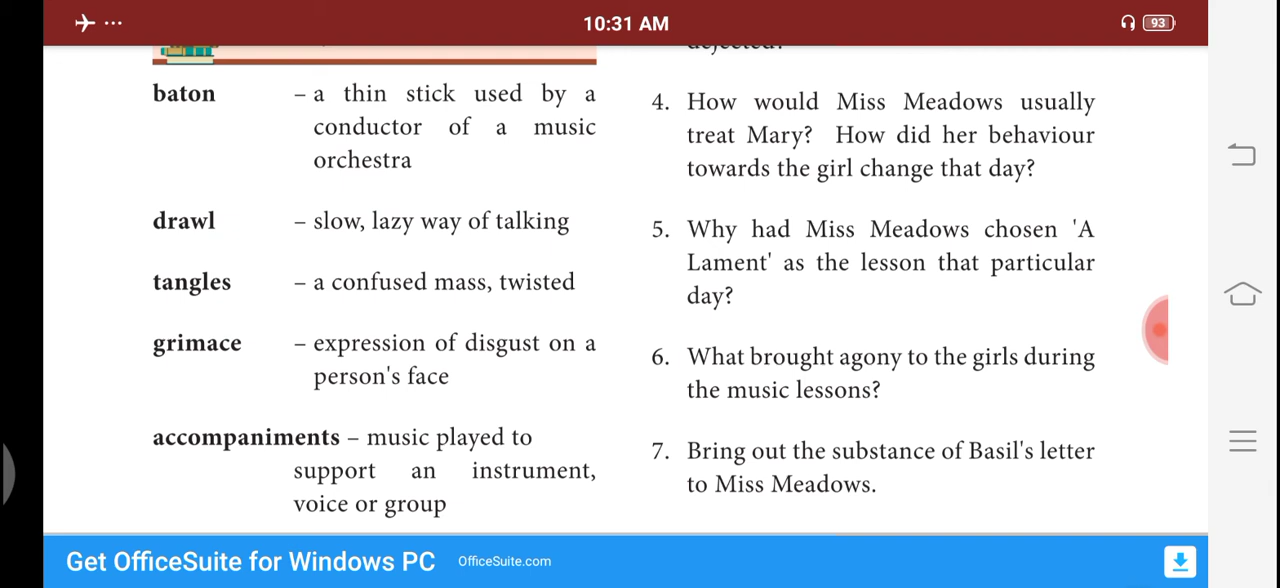 10:31 AM
93
baton – a thin stick used by a
conductor of a music
orchestra
drawl – slow, lazy way of talking
tangles – a confused mass, twisted
grimace – expression of disgust on a
person's face
accompaniments – music played to
support an instrument,
voice or group
dejected?
4. How would Miss Meadows usually
treat Mary? How did her behaviour
towards the girl change that day?
5. Why had Miss Meadows chosen 'A
Lament' as the lesson that particular
day?
6. What brought agony to the girls during
the music lessons?
7. Bring out the substance of Basil's letter
to Miss Meadows.
Get OfficeSuite for Windows PC OfficeSuite.com